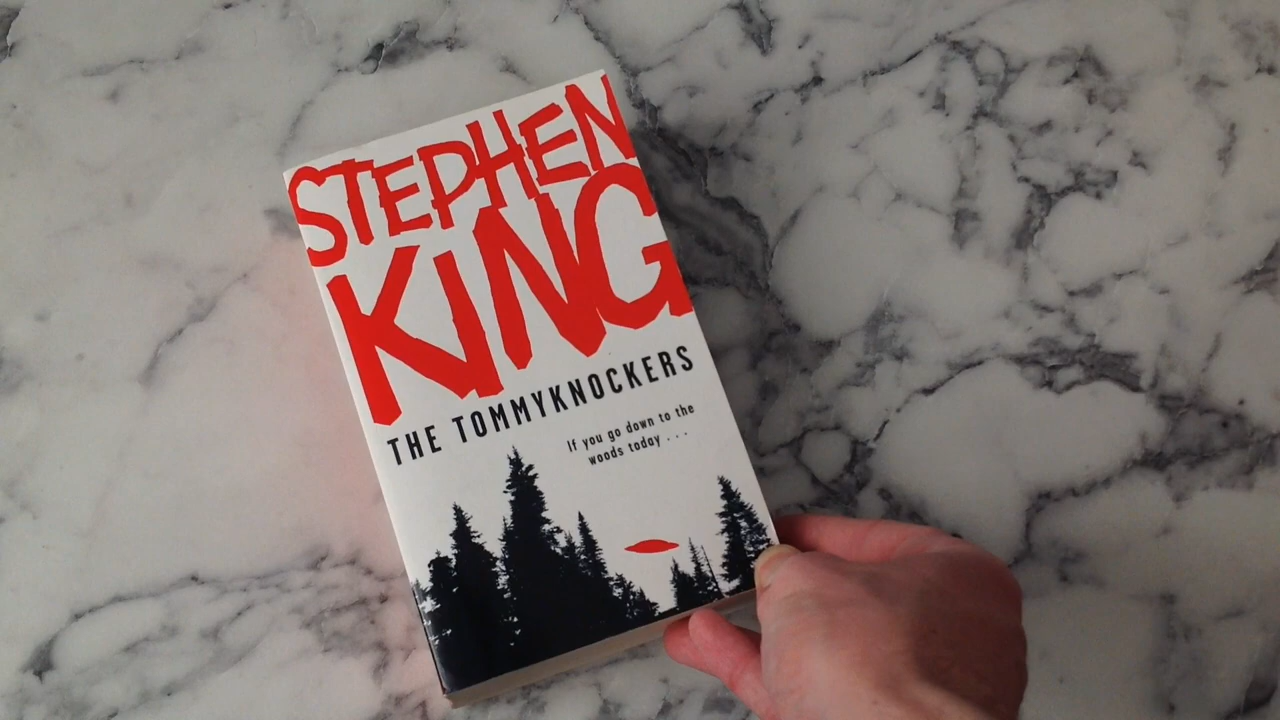 STEPHEN
KING
THE TOMMYKNOCKERS
If you go down to the
woods today . . .